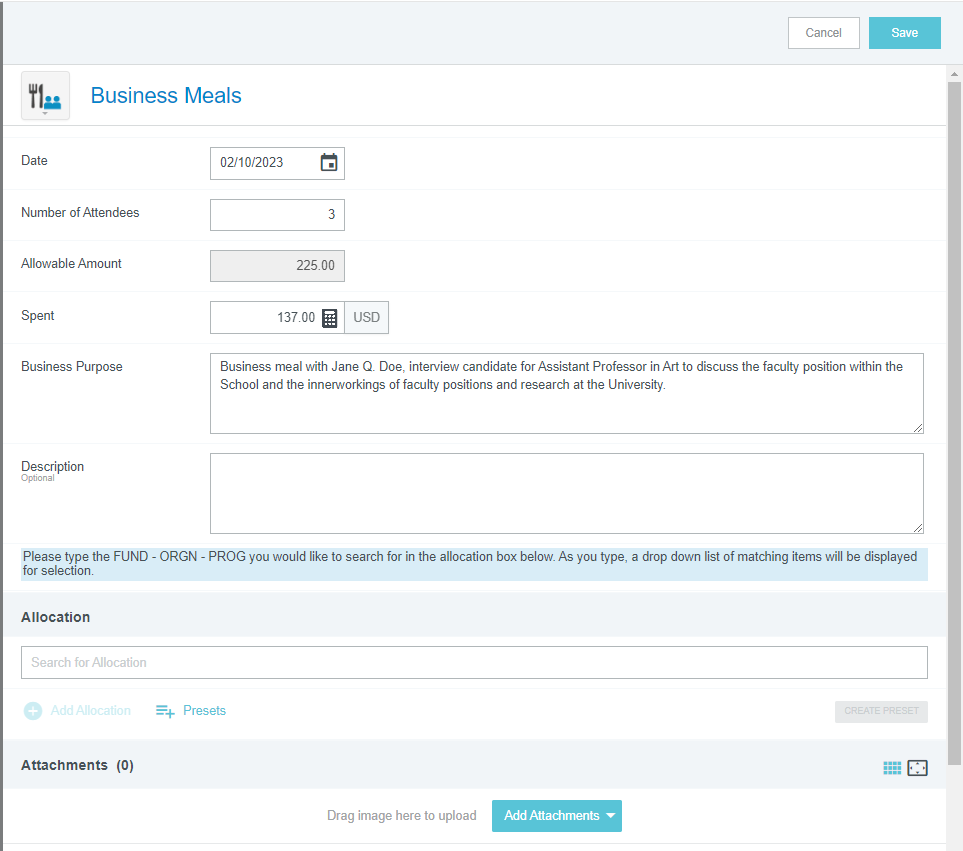 Cancel
Save
Business Meals
Date
02/10/2023
Number of Attendees
3
Allowable Amount
225.00
Spent
137.00
USD
Business Purpose
Business meal with Jane Q. Doe, interview candidate for Assistant Professor in Art to discuss the faculty position within the
School and the innerworkings of faculty positions and research at the University.
Description
Optional
Please type the FUND - ORGN - PROG you would like to search for in the allocation box below. As you type, a drop down list of matching items will be displayed
for selection.
Allocation
Search for Allocation
Add Allocation
Presets
CREATE PRESET
Attachments (0)
Drag image here to upload
Add Attachments